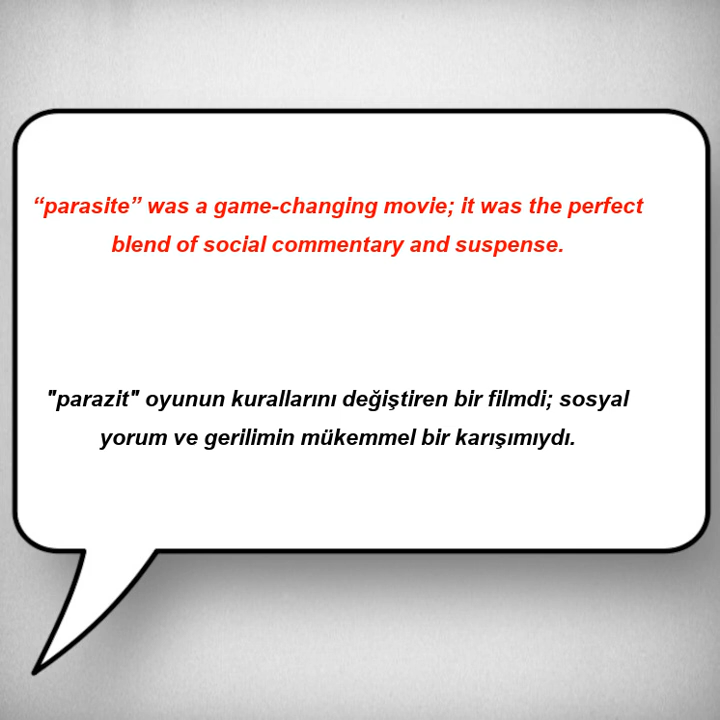 “parasite” was a game-changing movie; it was the perfect
blend of social commentary and suspense.
"parazit" oyunun kurallarını değiştiren bir filmdi; sosyal
yorum ve gerilimin mükemmel bir karışımıydı.